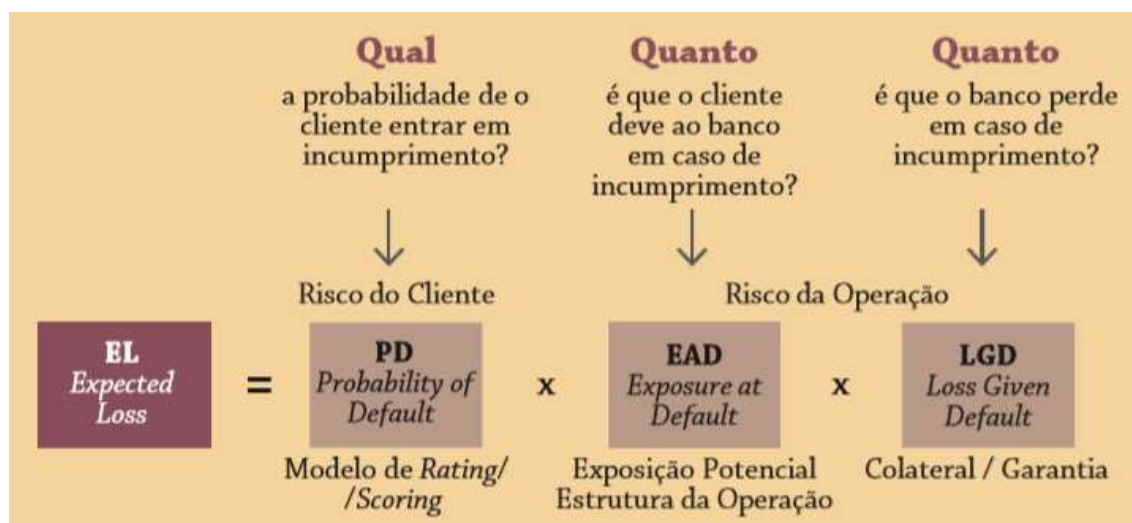 Qual
a probabilidade de o
cliente entrar em
incumprimento?
Quanto
é que o cliente
deve ao banco
em caso de
incumprimento?
Quanto
é que o banco perde
em caso de
incumprimento?
Risco do Cliente
Risco da Operação
EL
Expected
Loss
=
PD
Probability of
Default
x
EAD
Exposure at
Default
x
LGD
Loss Given
Default
Modelo de Rating/
/Scoring
Exposição Potencial
Estrutura da Operação
Colateral / Garantia